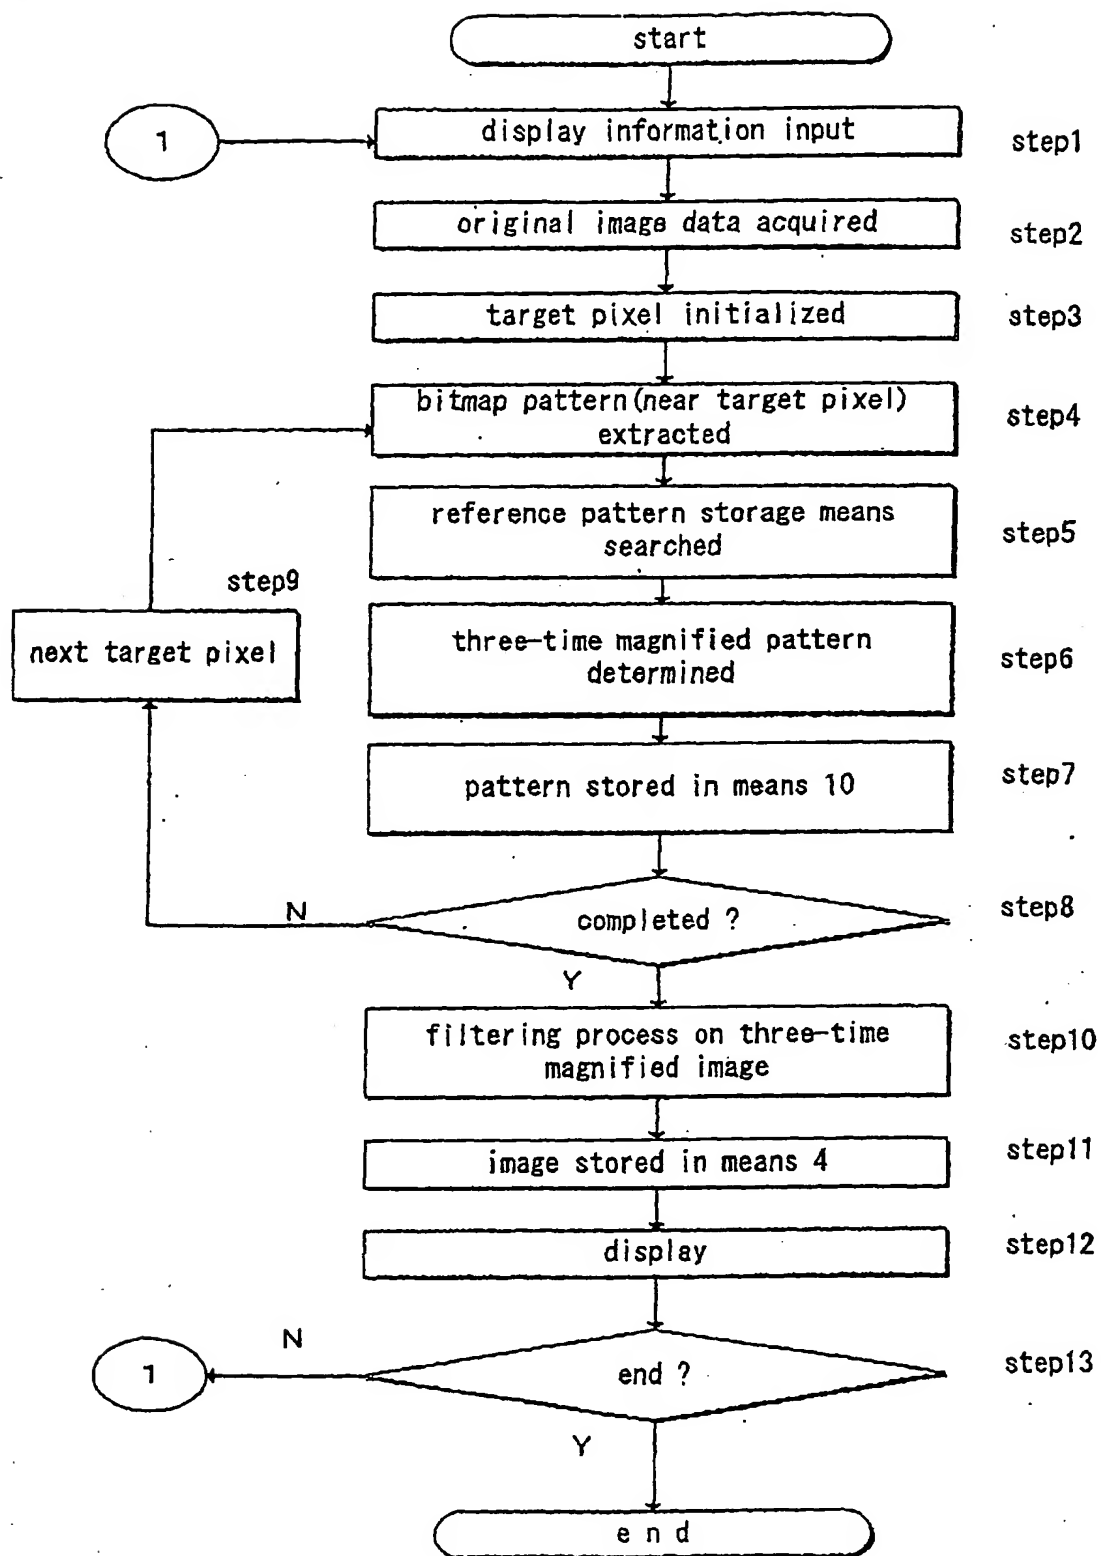 start
1
display information input
step1
original image data acquired
step2
target pixel initialized
step3
bitmap pattern(near target pixel)
extracted
step4
reference pattern storage means
searched
step5
step9
next target pixel
three-time magnified pattern
determined
step6
pattern stored in means 10
step7
completed ?
step8
N
Y
filtering process on three-time
magnified image
step10
image stored in means 4
step11
display
step12
N
1
end ?
step13
Y
end